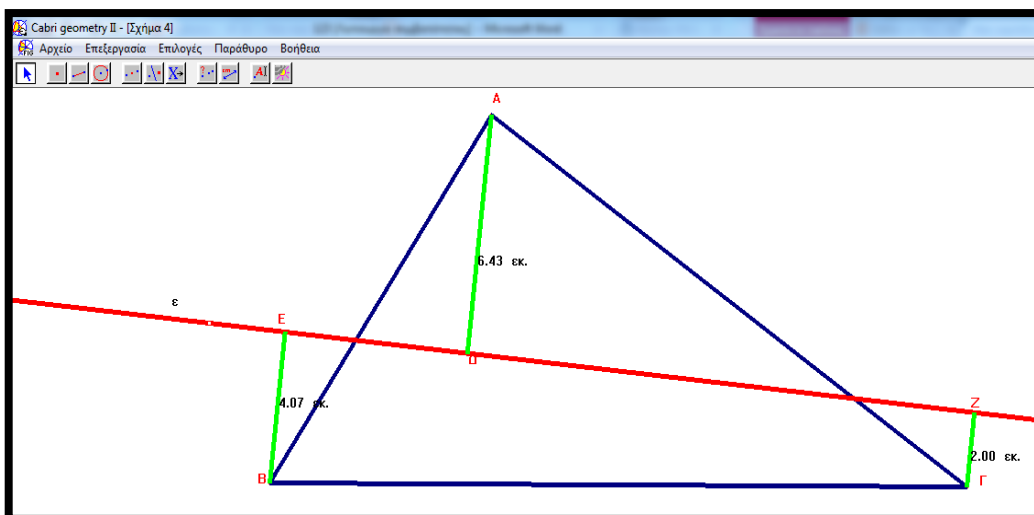 Cabri geometry II - [Σχήμα 4]
Αρχείο Επεξεργασία Επιλογές Παράθυρο Βοήθεια
A
6.43 εκ.
ε
E
Δ
4.07 εκ.
Z
B
2.00 εκ.
Γ